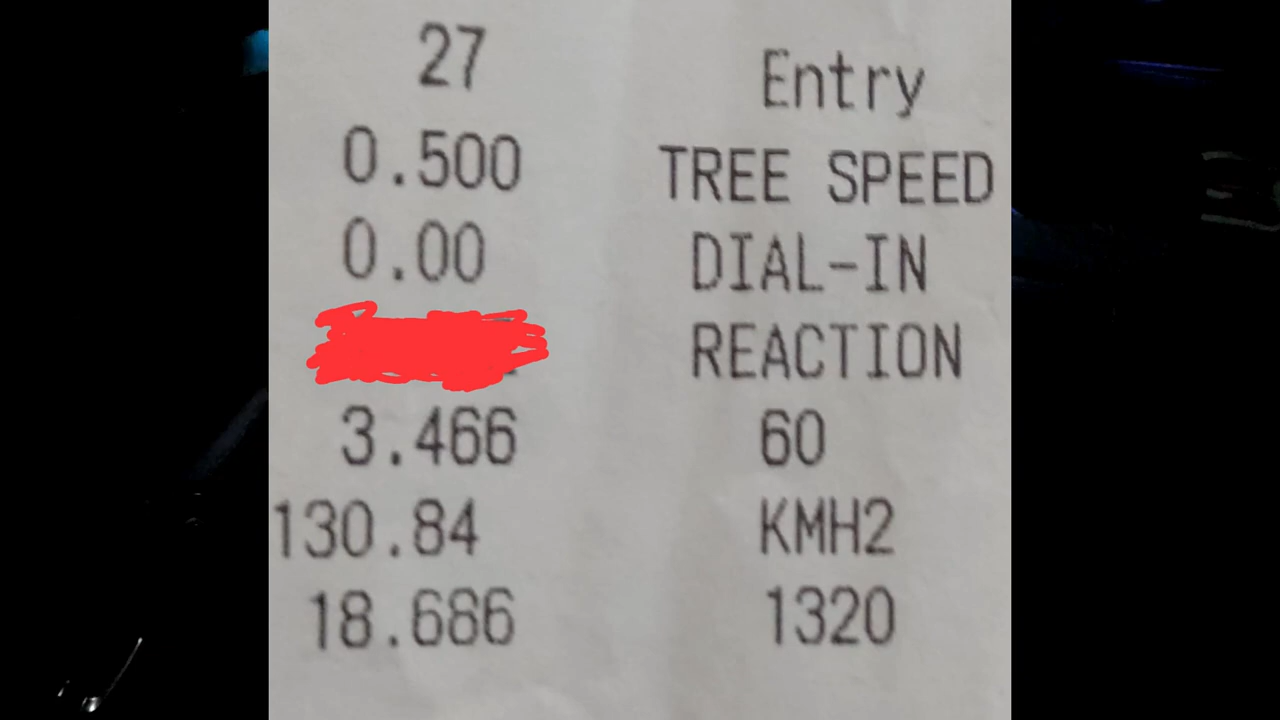 27 Entry
0.500 TREE SPEED
0.00 DIAL-IN
REACTION
3.466 60
130.84 KMH2
18.686 1320